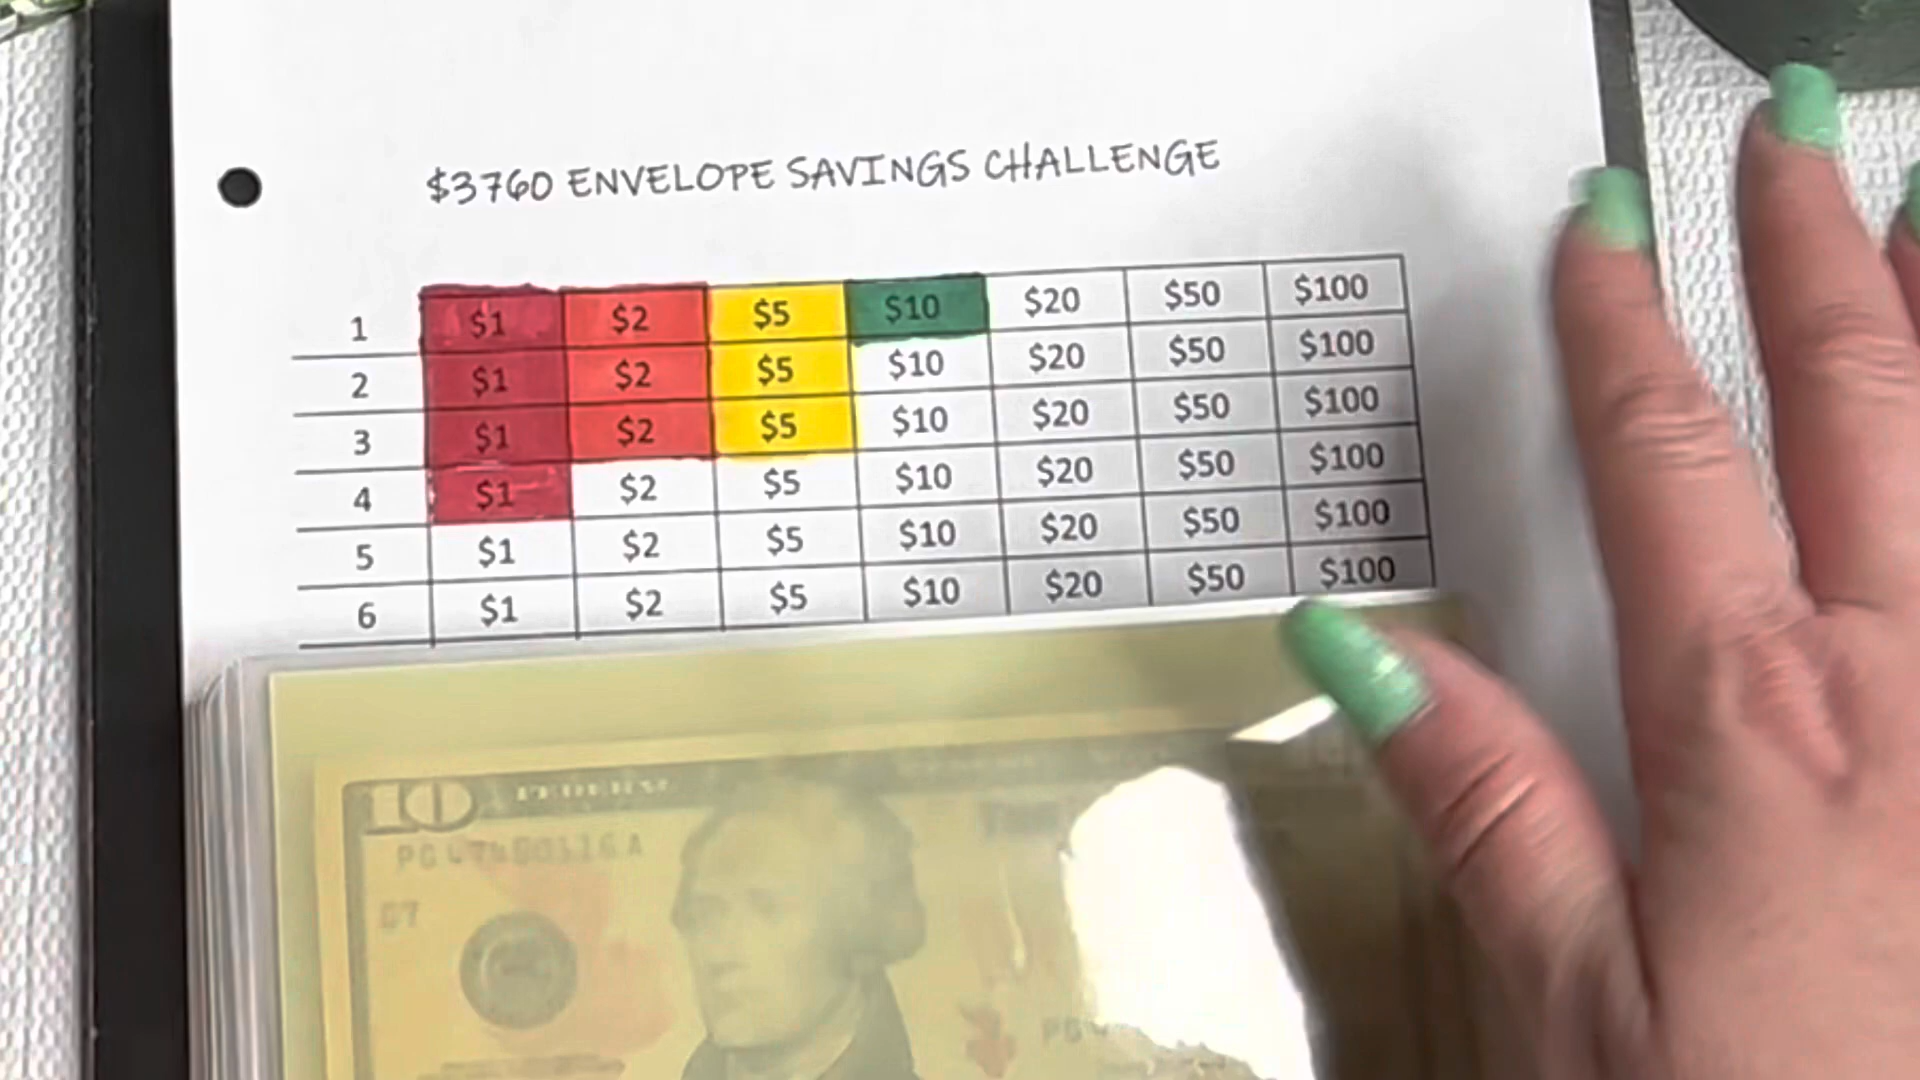 $3760 ENVELOPE SAVINGS CHALLENGE
1 $1 $2 $5 $10 $20 $50 $100
2 $1 $2 $5 $10 $20 $50 $100
3 $1 $2 $5 $10 $20 $50 $100
4 $1 $2 $5 $10 $20 $50 $100
5 $1 $2 $5 $10 $20 $50 $100
6 $1 $2 $5 $10 $20 $50 $100
10